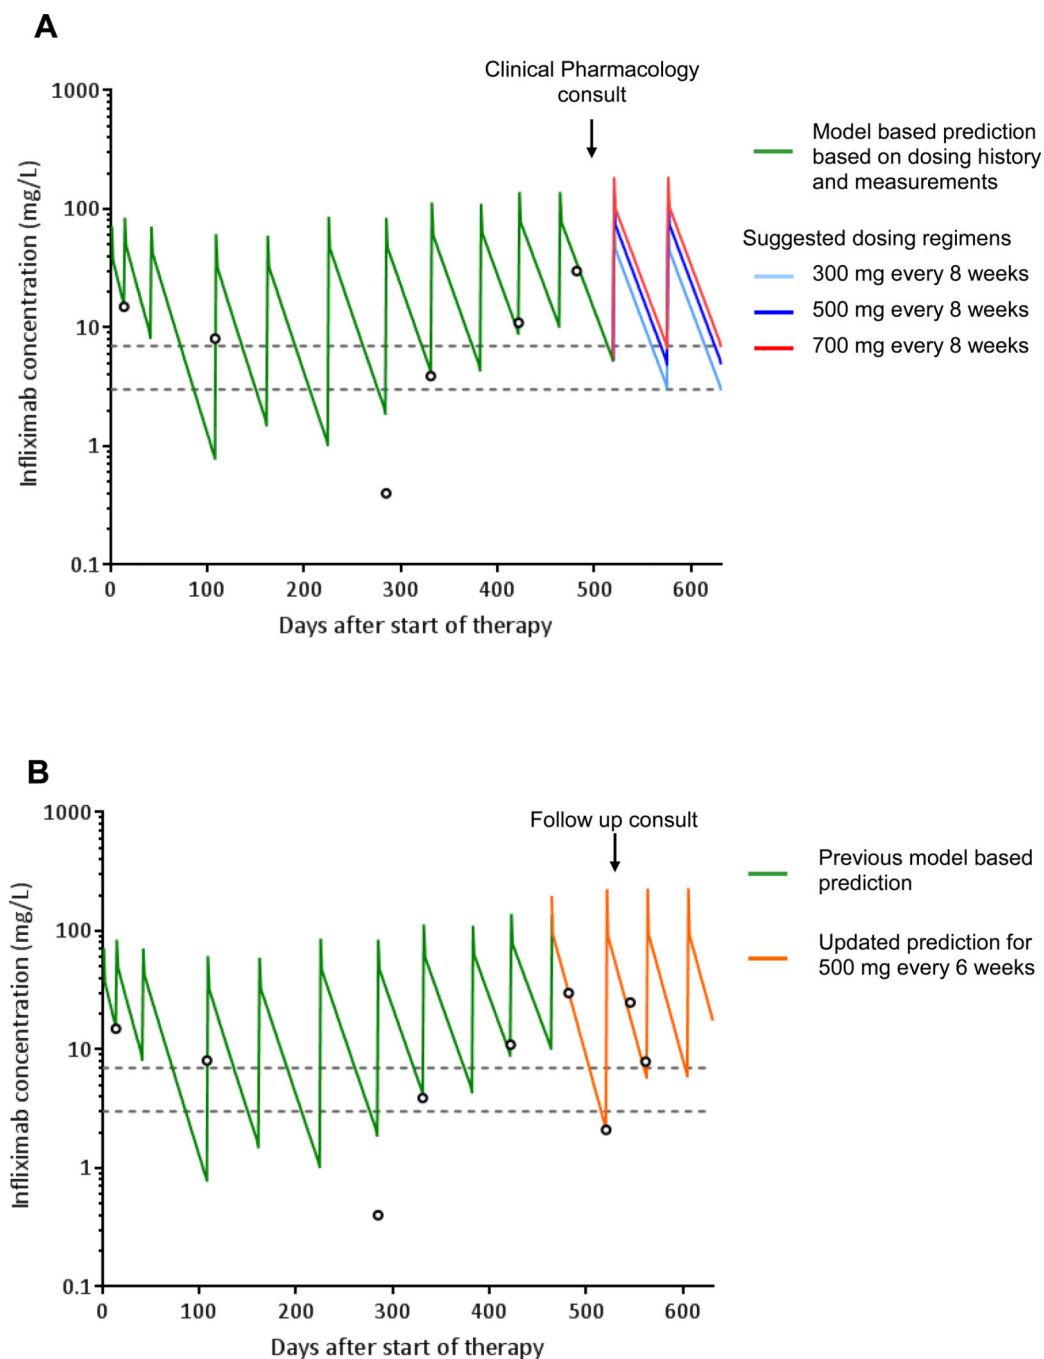 A
Clinical Pharmacology
consult
1000
100
10
1
0.1
Infliximab concentration (mg/L)
0 100 200 300 400 500 600
Days after start of therapy
Model based prediction
based on dosing history
and measurements
Suggested dosing regimens
300 mg every 8 weeks
500 mg every 8 weeks
700 mg every 8 weeks
B
Follow up consult
1000
100
10
1
0.1
Infliximab concentration (mg/L)
0 100 200 300 400 500 600
Days after start of therapy
Previous model based
prediction
Updated prediction for
500 mg every 6 weeks